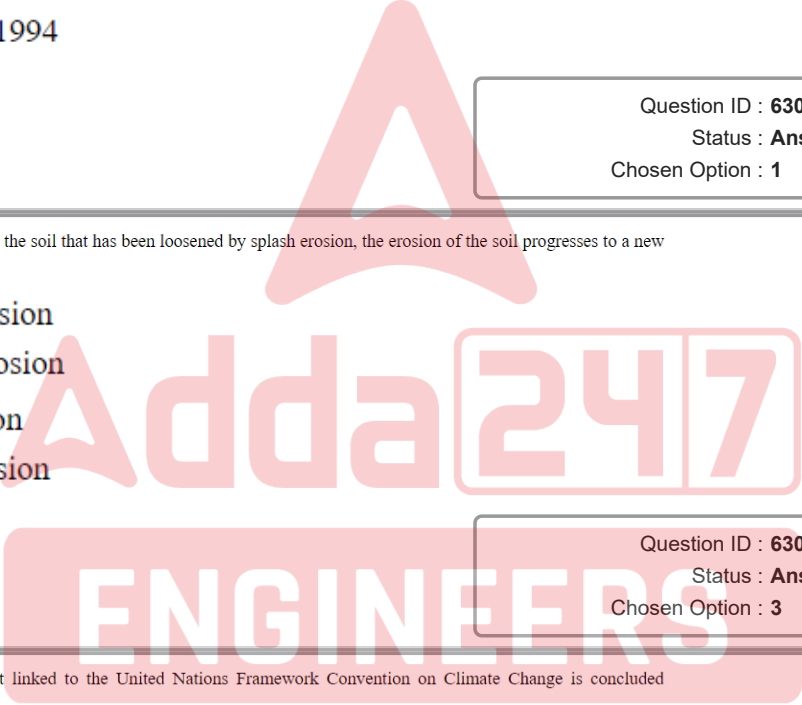 1994
Question ID : 630
Status : Ans
Chosen Option : 1
the soil that has been loosened by splash erosion, the erosion of the soil progresses to a new
sion
osion
on
sion
Adda 247
Question ID : 630
Status : Ans
Chosen Option : 3
ENGINEERS
t linked to the United Nations Framework Convention on Climate Change is concluded